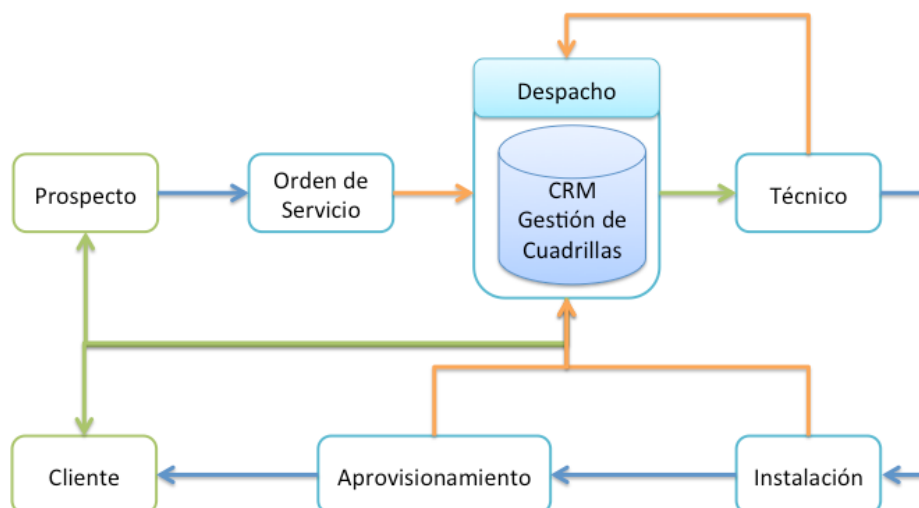 Despacho
Prospecto
Orden de
Servicio
CRM
Gestión de
Cuadrillas
Técnico
Cliente
Aprovisionamiento
Instalación